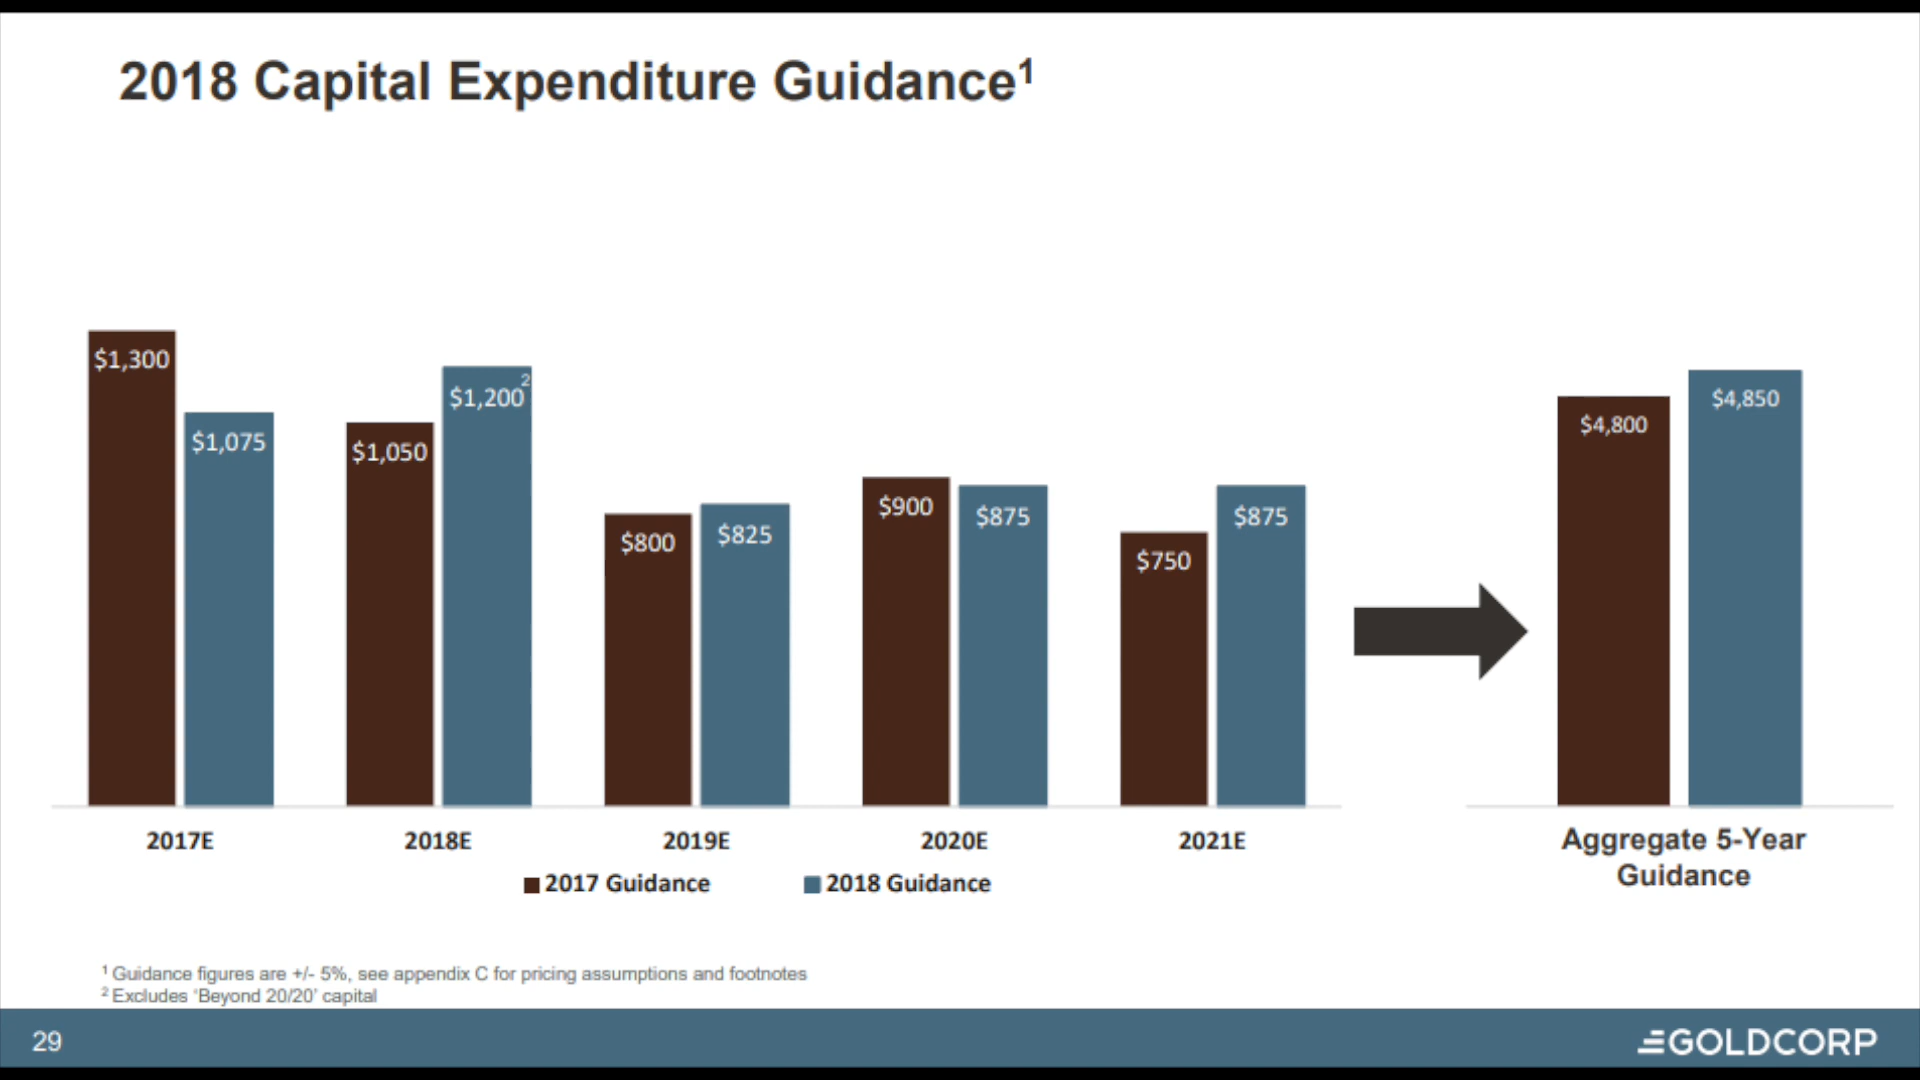 2018 Capital Expenditure Guidance¹
$1,300
$1,075
$1,050
$1,200²
$800
$825
$900
$875
$750
$875
$4,800
$4,850
2017E
2018E
2019E
2020E
2021E
Aggregate 5-Year
Guidance
2017 Guidance
2018 Guidance
¹ Guidance figures are +/- 5%, see appendix C for pricing assumptions and footnotes
² Excludes 'Beyond 20/20' capital
29
GOLDCORP